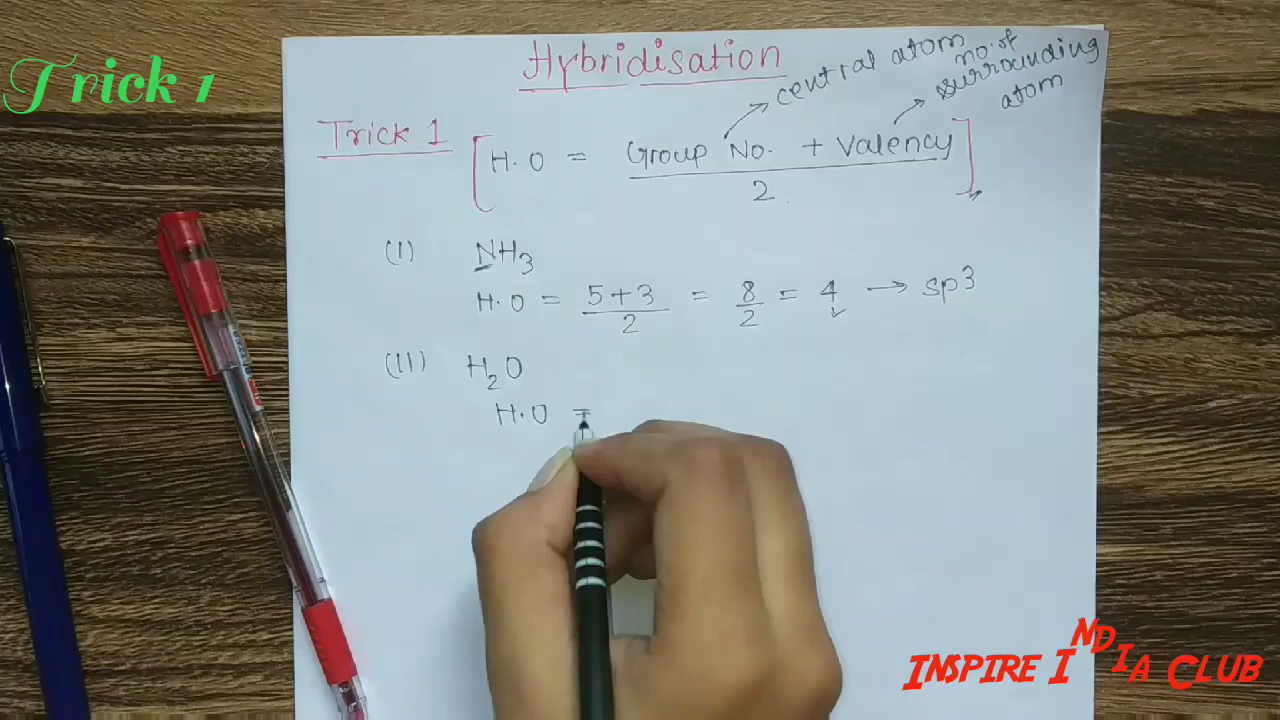 Trick 1
Hybridisation
central atom
no. of
surrounding
atom
Trick 1 [H.O = Group No. + Valency / 2]
(I) NH3
H.O = 5+3 / 2 = 8/2 = 4 → sp3
(II) H2O
H.O =
INSPIRE INDIA CLUB